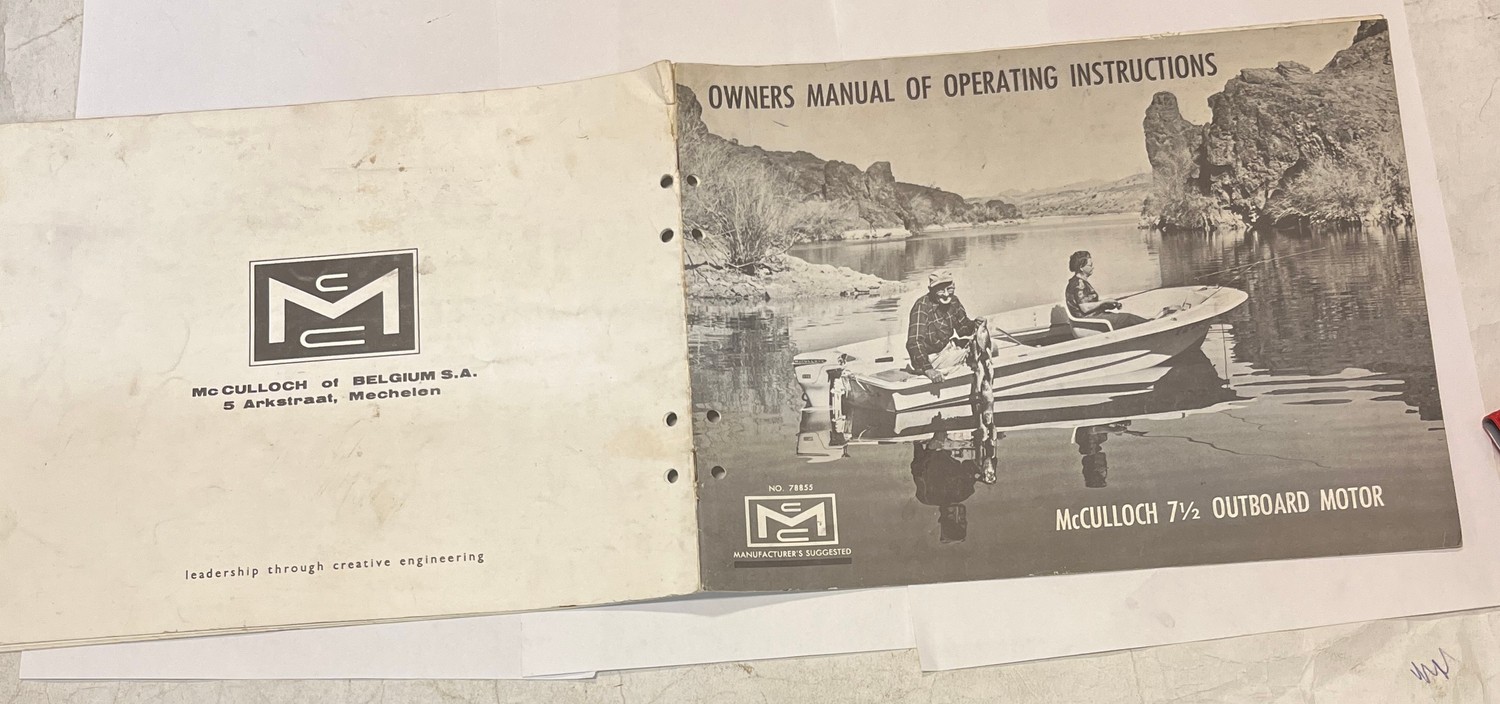 McCULLOCH of BELGIUM S.A.
5 Arkstraat, Mechelen
leadership through creative engineering
OWNERS MANUAL OF OPERATING INSTRUCTIONS
NO. 78855
MANUFACTURER'S SUGGESTED
McCULLOCH 7½ OUTBOARD MOTOR